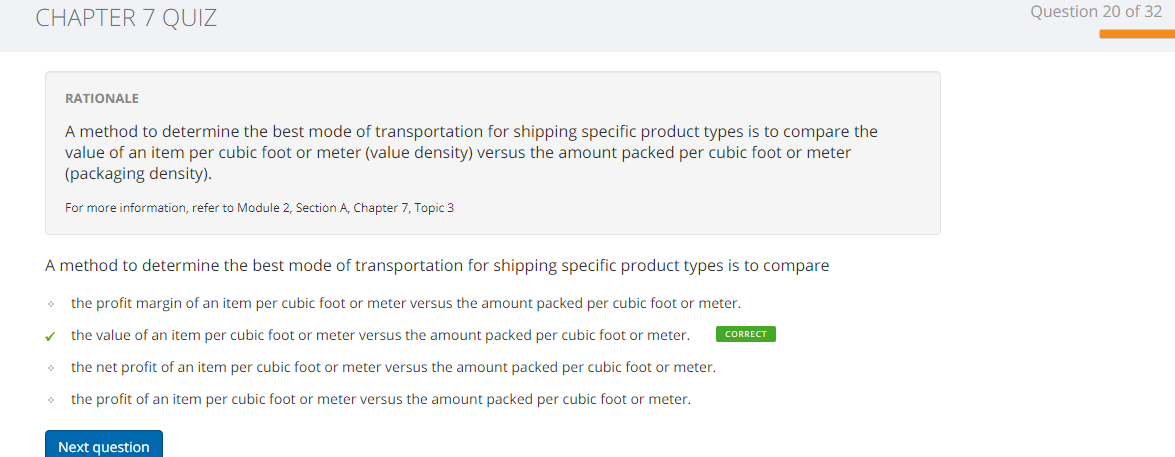 CHAPTER 7 QUIZ
Question 20 of 32
RATIONALE
A method to determine the best mode of transportation for shipping specific product types is to compare the
value of an item per cubic foot or meter (value density) versus the amount packed per cubic foot or meter
(packaging density).
For more information, refer to Module 2, Section A, Chapter 7, Topic 3
A method to determine the best mode of transportation for shipping specific product types is to compare
the profit margin of an item per cubic foot or meter versus the amount packed per cubic foot or meter.
the value of an item per cubic foot or meter versus the amount packed per cubic foot or meter.
CORRECT
the net profit of an item per cubic foot or meter versus the amount packed per cubic foot or meter.
the profit of an item per cubic foot or meter versus the amount packed per cubic foot or meter.
Next question